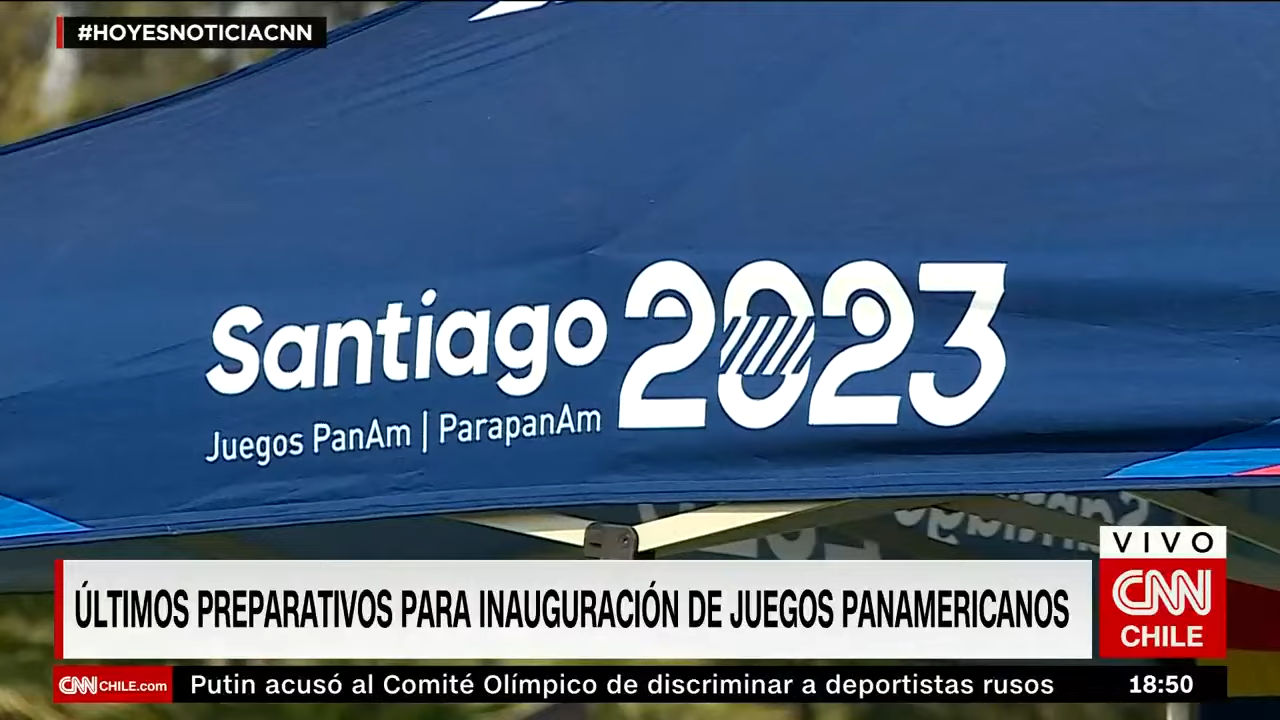 #HOYESNOTICIACNN
Santiago 2023
Juegos PanAm | ParapanAm
VIVO
CNN
CHILE
ÚLTIMOS PREPARATIVOS PARA INAUGURACIÓN DE JUEGOS PANAMERICANOS
CNNCHILE.com
Putin acusó al Comité Olímpico de discriminar a deportistas rusos
18:50